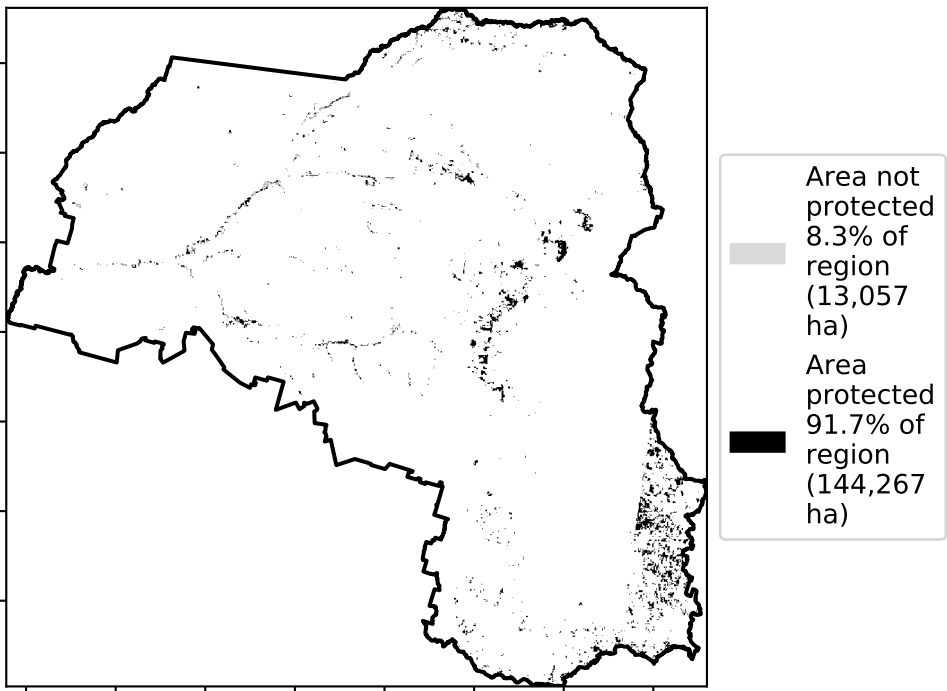 Area not
protected
8.3% of
region
(13,057
ha)
Area
protected
91.7% of
region
(144,267
ha)